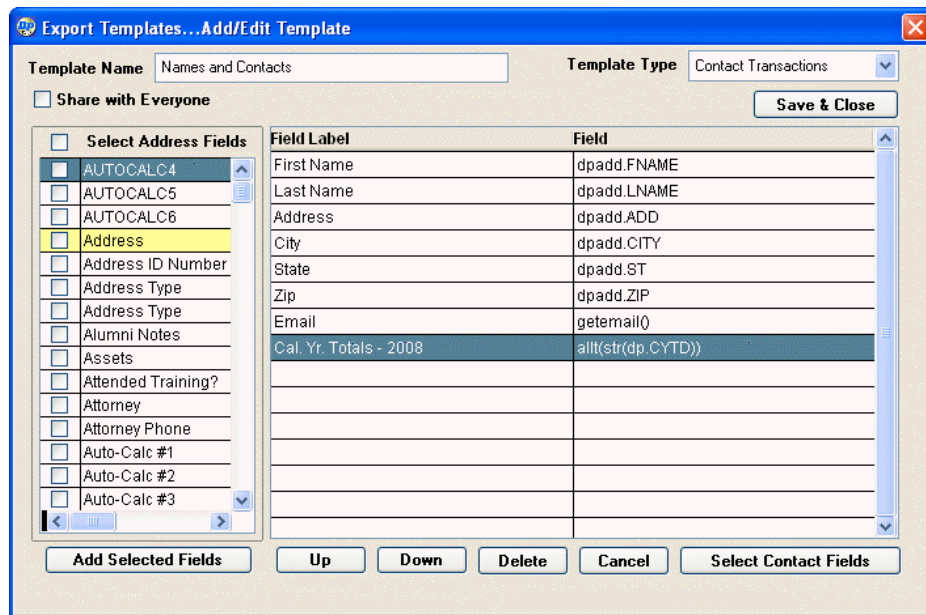 Export Templates...Add/Edit Template
Template Name Names and Contacts Template Type Contact Transactions
Share with Everyone
Save & Close
Select Address Fields
AUTOCALC4
AUTOCALC5
AUTOCALC6
Address
Address ID Number
Address Type
Address Type
Alumni Notes
Assets
Attended Training?
Attorney
Attorney Phone
Auto-Calc #1
Auto-Calc #2
Auto-Calc #3
Field Label Field
First Name dpadd.FNAME
Last Name dpadd.LNAME
Address dpadd.ADD
City dpadd.CITY
State dpadd.ST
Zip dpadd.ZIP
Email getemail()
Cal. Yr. Totals - 2008 allt(str(dp.CYTD))
Add Selected Fields Up Down Delete Cancel Select Contact Fields